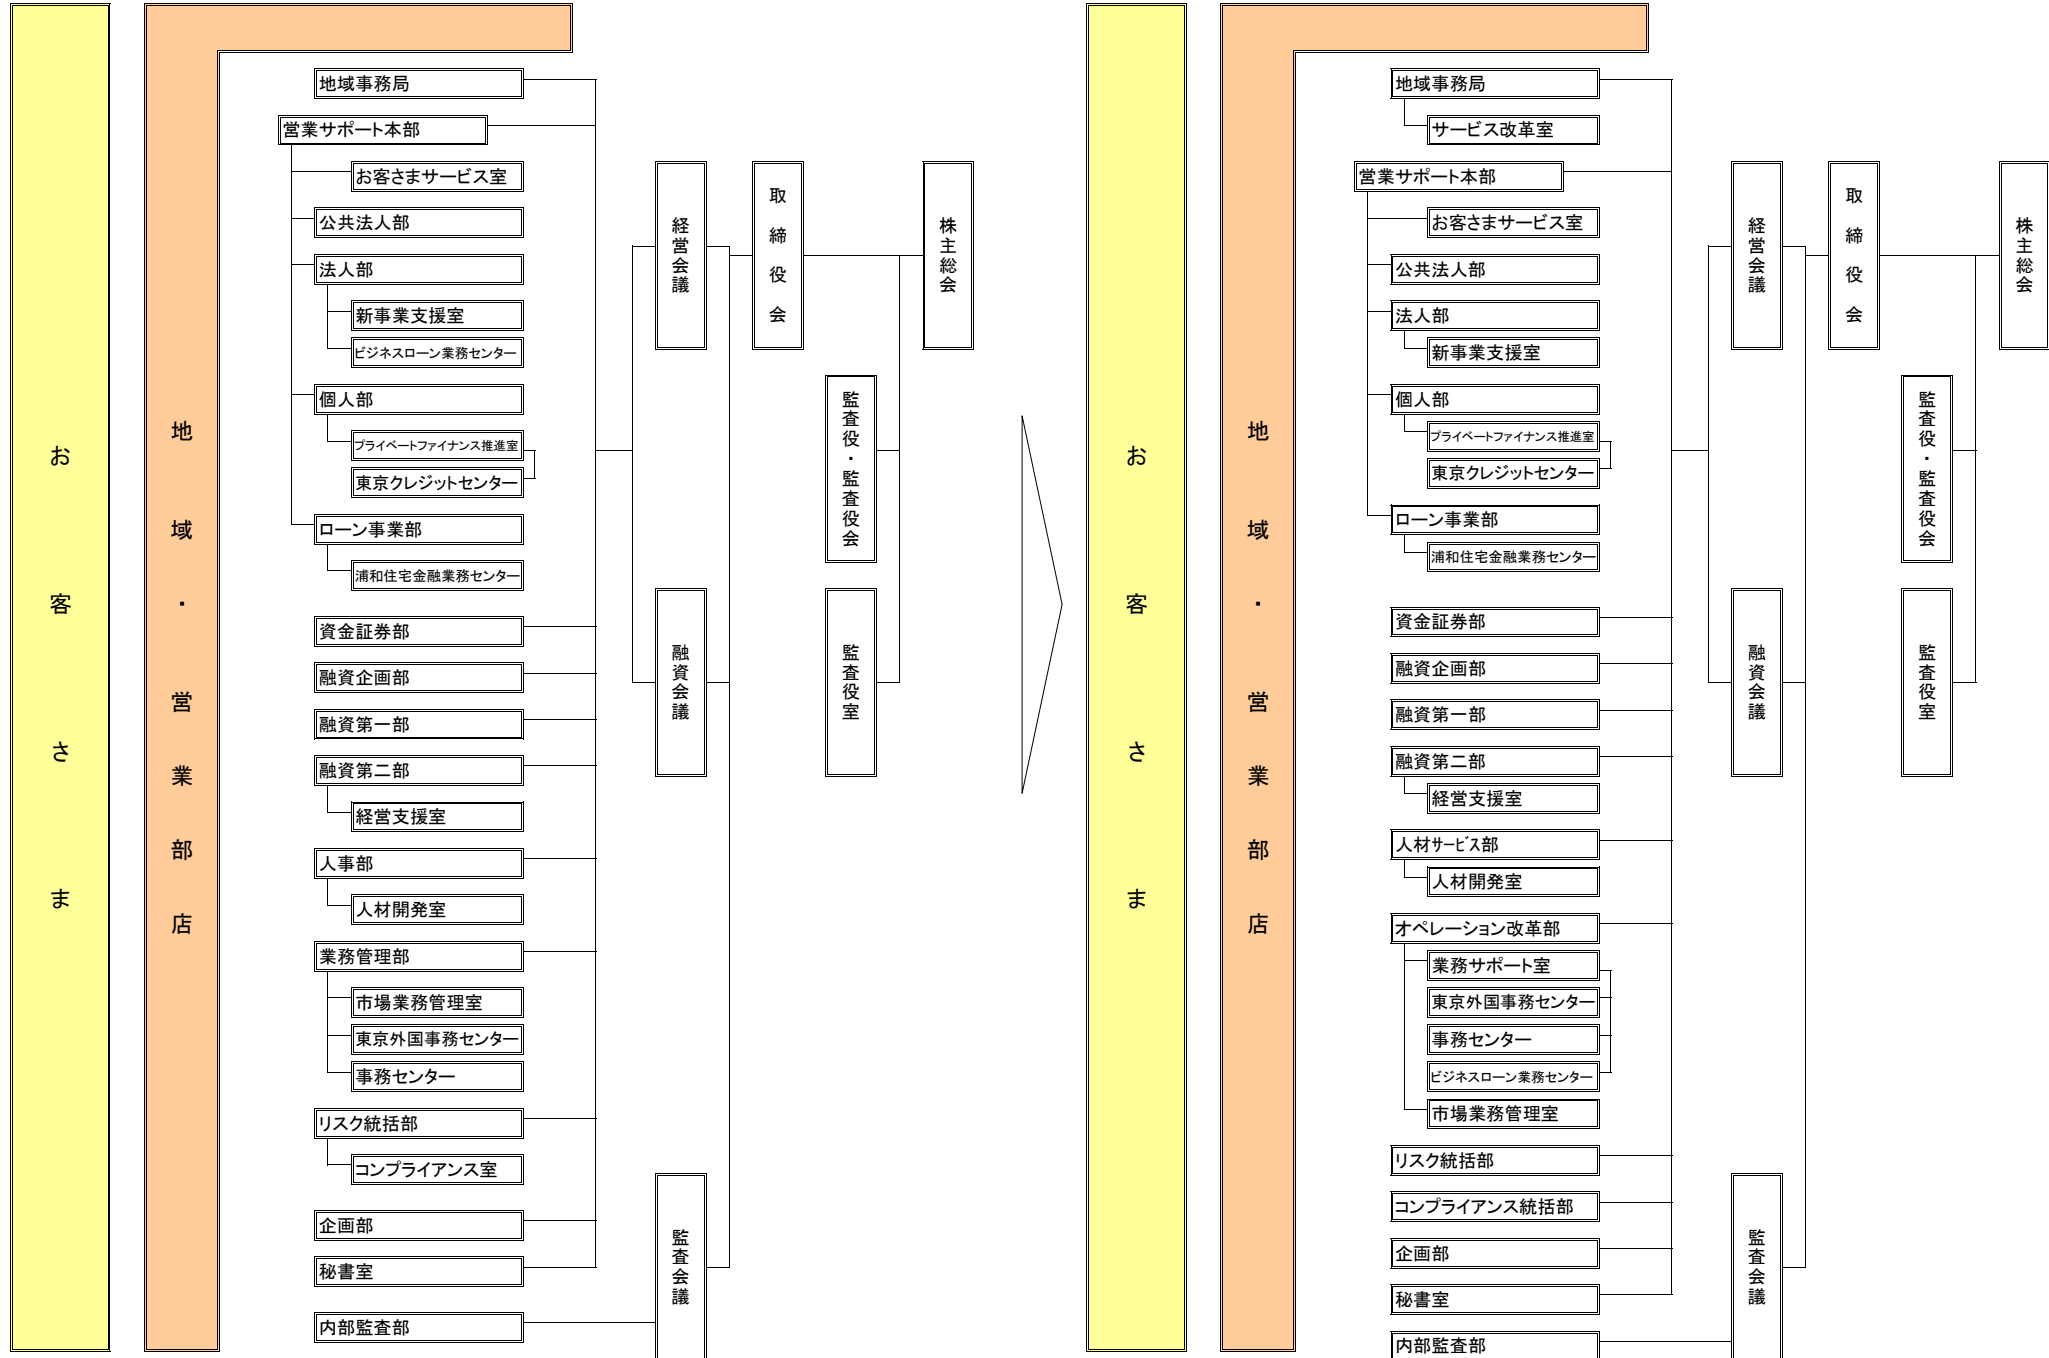 お客さま
地域・営業部店
地域事務局
営業サポート本部
お客さまサービス室
公共法人部
法人部
新事業支援室
ビジネスローン業務センター
個人部
プライベートファイナンス推進室
東京クレジットセンター
ローン事業部
浦和住宅金融業務センター
資金証券部
融資企画部
融資第一部
融資第二部
経営支援室
人事部
人材開発室
業務管理部
市場業務管理室
東京外国事務センター
事務センター
リスク統括部
コンプライアンス室
企画部
秘書室
内部監査部
経営会議
融資会議
監査会議
取締役会
監査役・監査役会
監査役室
株主総会
お客さま
地域・営業部店
地域事務局
サービス改革室
営業サポート本部
お客さまサービス室
公共法人部
法人部
新事業支援室
個人部
プライベートファイナンス推進室
東京クレジットセンター
ローン事業部
浦和住宅金融業務センター
資金証券部
融資企画部
融資第一部
融資第二部
経営支援室
人材サービス部
人材開発室
オペレーション改革部
業務サポート室
東京外国事務センター
事務センター
ビジネスローン業務センター
市場業務管理室
リスク統括部
コンプライアンス統括部
企画部
秘書室
内部監査部
経営会議
融資会議
監査会議
取締役会
監査役・監査役会
監査役室
株主総会